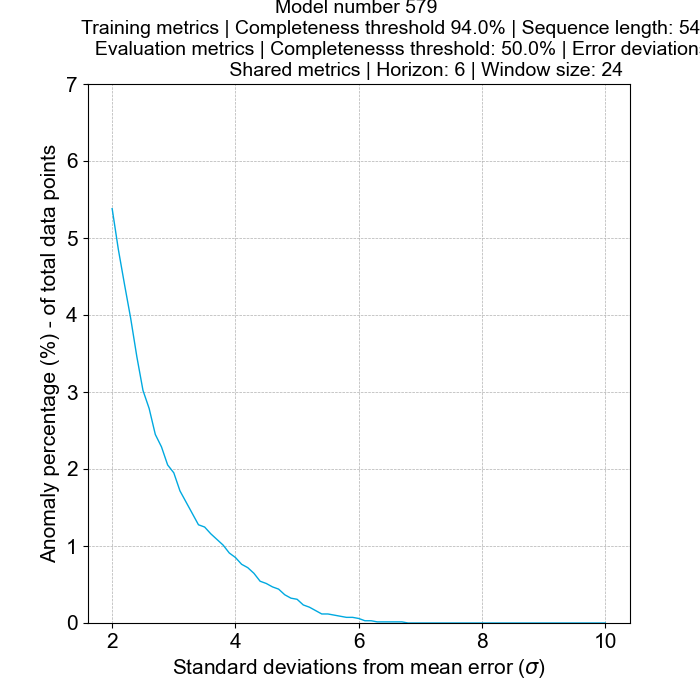 Model number 579
Training metrics | Completeness threshold 94.0% | Sequence length: 54
Evaluation metrics | Completenesss threshold: 50.0% | Error deviation
Shared metrics | Horizon: 6 | Window size: 24
7
6
5
4
3
2
1
0
Anomaly percentage (%) - of total data points
2 4 6 8 10
Standard deviations from mean error (σ)